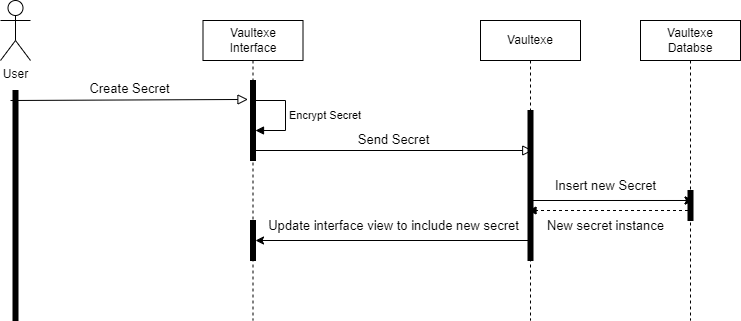 Vaultexe
Interface
Vaultexe
Vaultexe
Databse
User
Create Secret
Encrypt Secret
Send Secret
Insert new Secret
Update interface view to include new secret
New secret instance